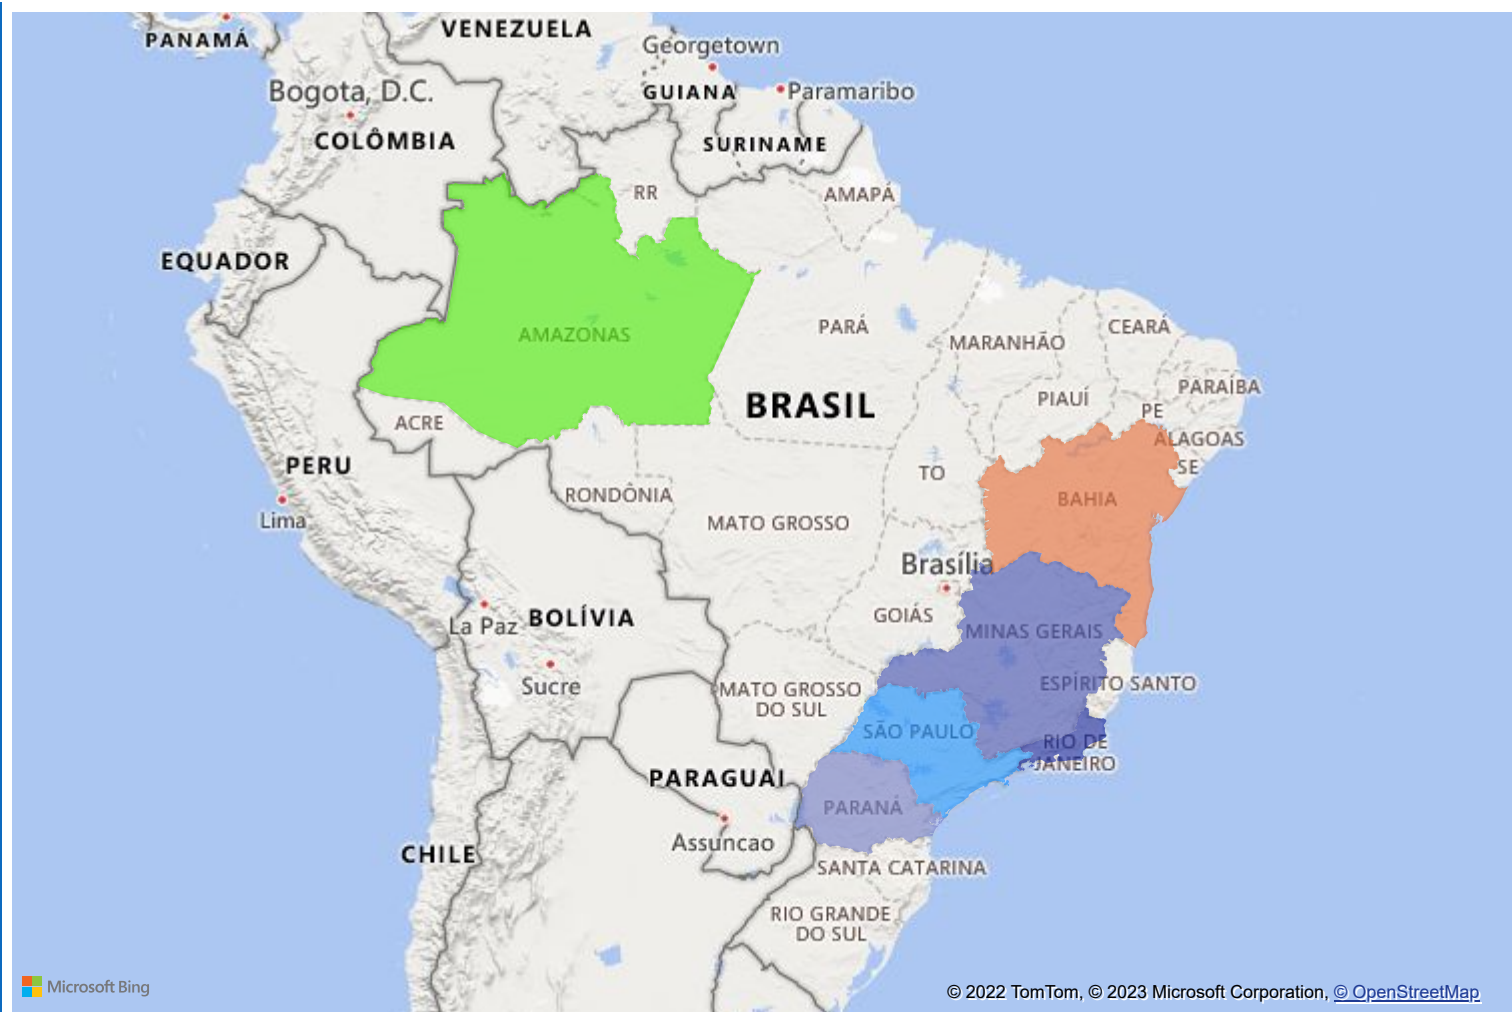 PANAMÁ
VENEZUELA
Georgetown
Bogota, D.C.
GUIANA
Paramaribo
COLÔMBIA
SURINAME
RR
AMAPÁ
EQUADOR
AMAZONAS
PARÁ
MARANHÃO
CEARÁ
PARAÍBA
PIAUÍ
BRASIL
PE
ACRE
ALAGOAS
PERU
SE
TO
RONDÔNIA
BAHIA
Lima
MATO GROSSO
Brasília
BOLÍVIA
GOIÁS
La Paz
MINAS GERAIS
Sucre
MATO GROSSO
DO SUL
ESPÍRITO SANTO
SÃO PAULO
RIO DE
JANEIRO
PARAGUAI
PARANÁ
Assuncao
CHILE
SANTA CATARINA
RIO GRANDE
DO SUL
Microsoft Bing
© 2022 TomTom, © 2023 Microsoft Corporation, © OpenStreetMap